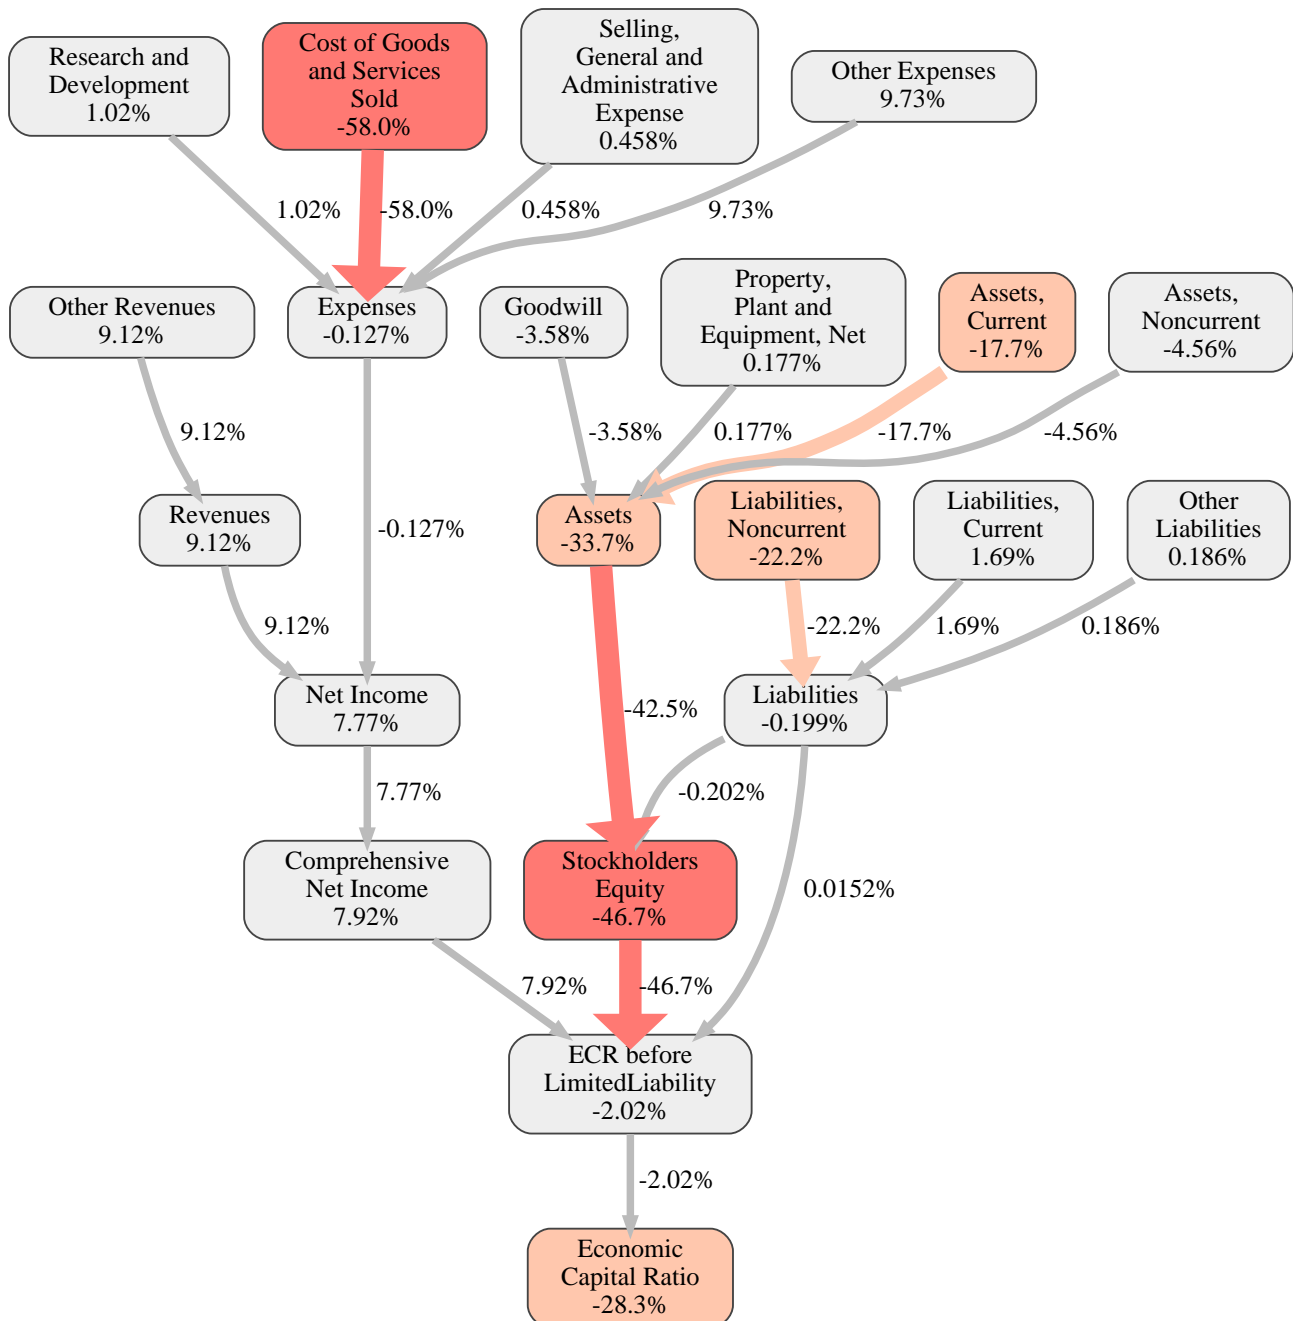 Research and
Development
1.02%
Cost of Goods
and Services
Sold
-58.0%
Selling,
General and
Administrative
Expense
0.458%
Other Expenses
9.73%
1.02%
-58.0%
0.458%
9.73%
Other Revenues
9.12%
Expenses
-0.127%
Goodwill
-3.58%
Property,
Plant and
Equipment, Net
0.177%
Assets,
Current
-17.7%
Assets,
Noncurrent
-4.56%
9.12%
-3.58%
0.177%
-17.7%
-4.56%
Revenues
9.12%
-0.127%
Assets
-33.7%
Liabilities,
Noncurrent
-22.2%
Liabilities,
Current
1.69%
Other
Liabilities
0.186%
9.12%
-22.2%
1.69%
0.186%
Net Income
7.77%
-42.5%
Liabilities
-0.199%
7.77%
-0.202%
Comprehensive
Net Income
7.92%
Stockholders
Equity
-46.7%
0.0152%
7.92%
-46.7%
ECR before
LimitedLiability
-2.02%
-2.02%
Economic
Capital Ratio
-28.3%